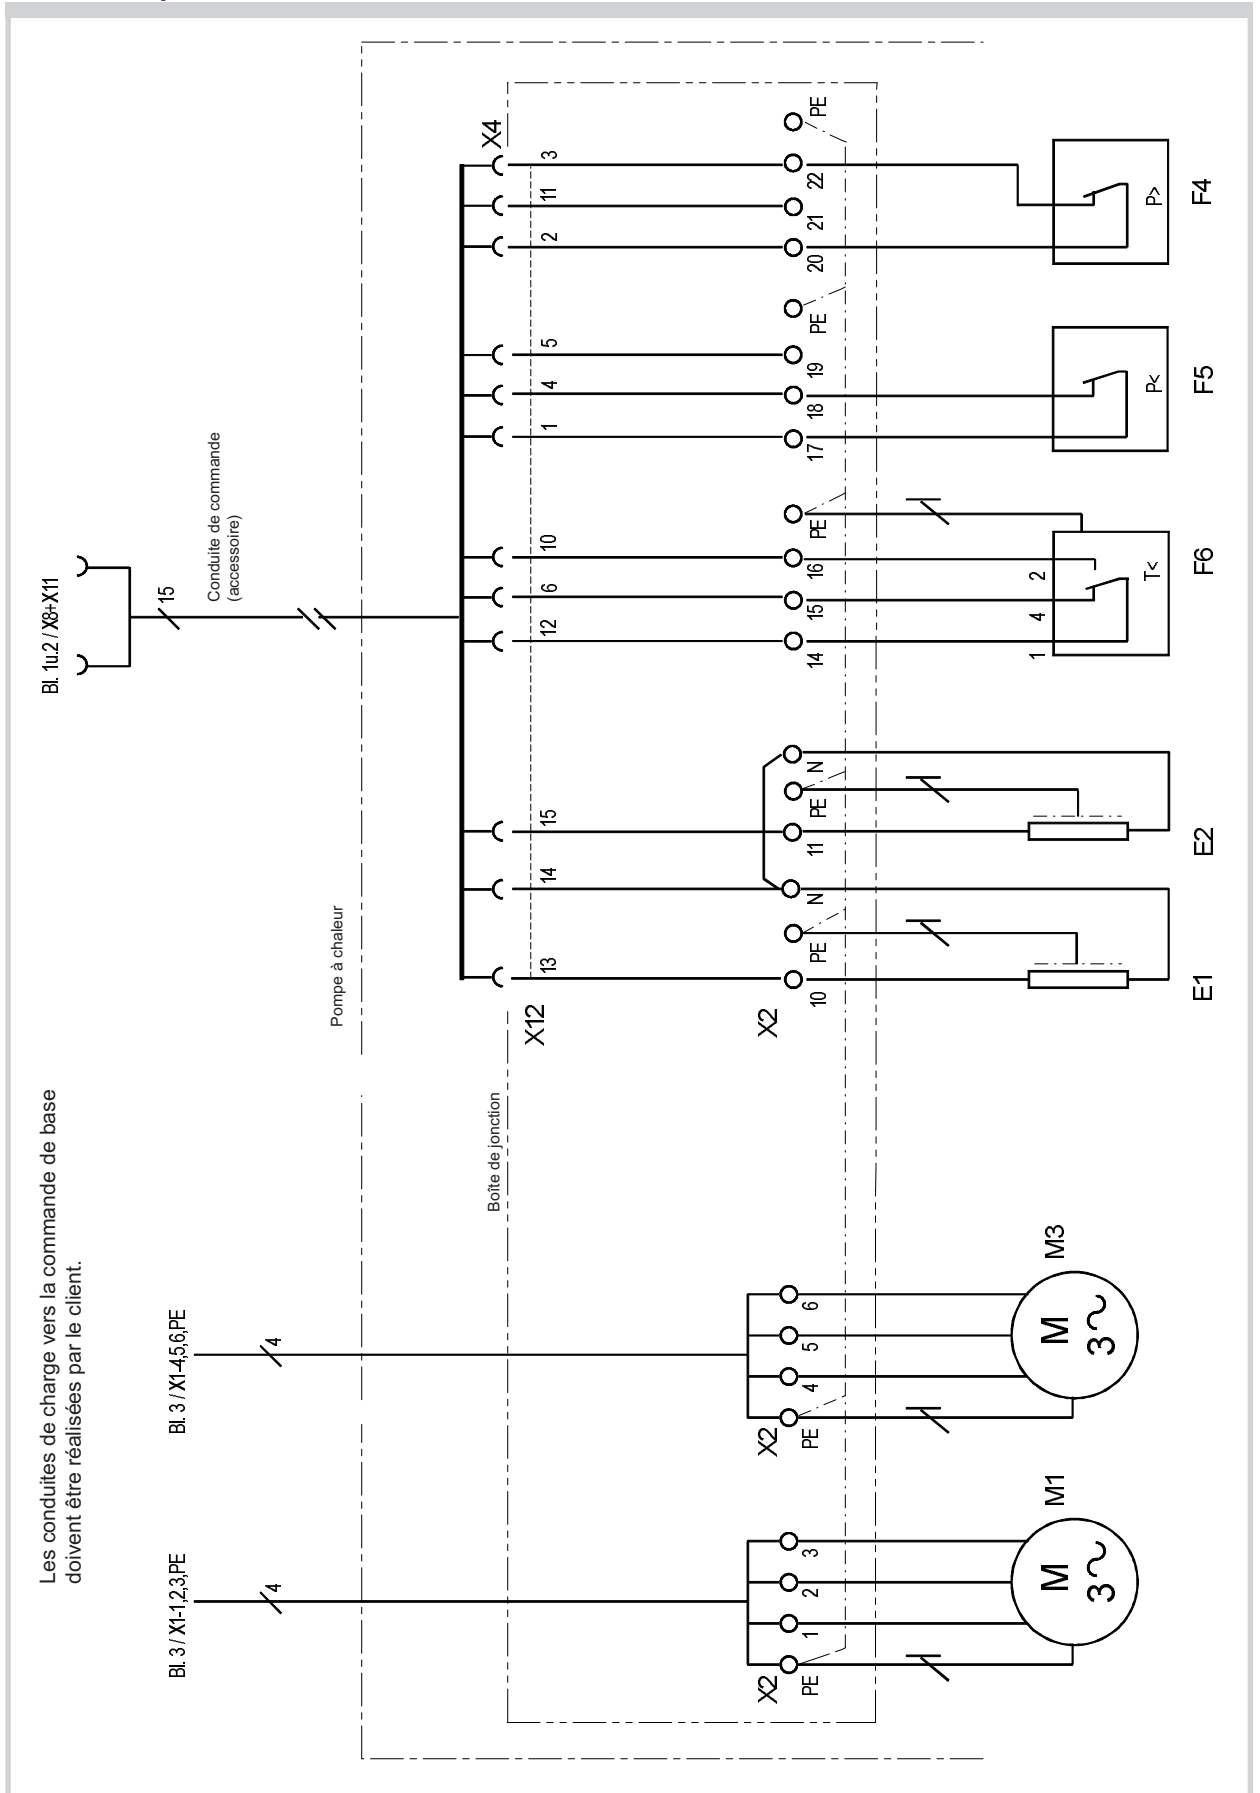 Les conduites de charge vers la commande de base
doivent être réalisées par le client.
Bl. 3 / X1-1,2,3,PE
4
Bl. 3 / X1-4,5,6,PE
4
Bl. 1u.2 / X8+X11
15
Conduite de commande
(accessoire)
Pompe à chaleur
Boîte de jonction
X12
X4
13
14
15
12
6
10
1
4
5
2
11
3
X2
PE
1
2
3
X2
PE
4
5
6
X2
10
PE
N
11
PE
N
14
15
16
PE
17
18
19
PE
20
21
22
PE
1
4
2
M
3~
M1
M
3~
M3
E1
E2
T<
F6
P<
F5
P>
F4